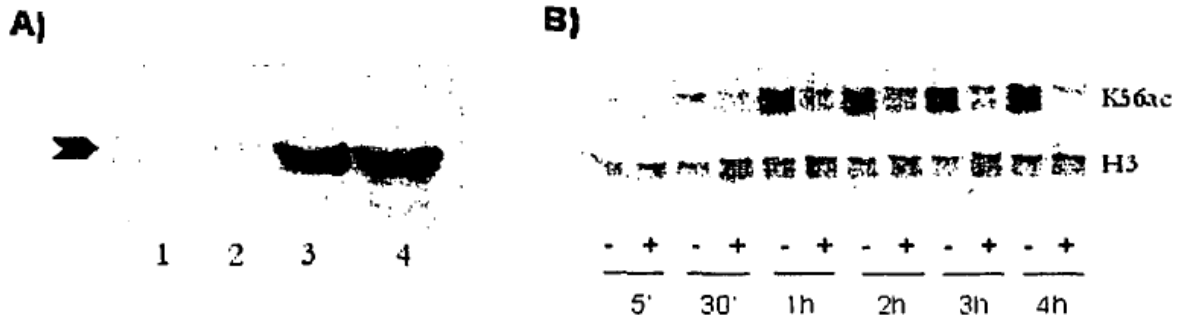 A)
B)
K56ac
H3
1 2 3 4
- + - + - + - + - + - +
5' 30' 1h 2h 3h 4h